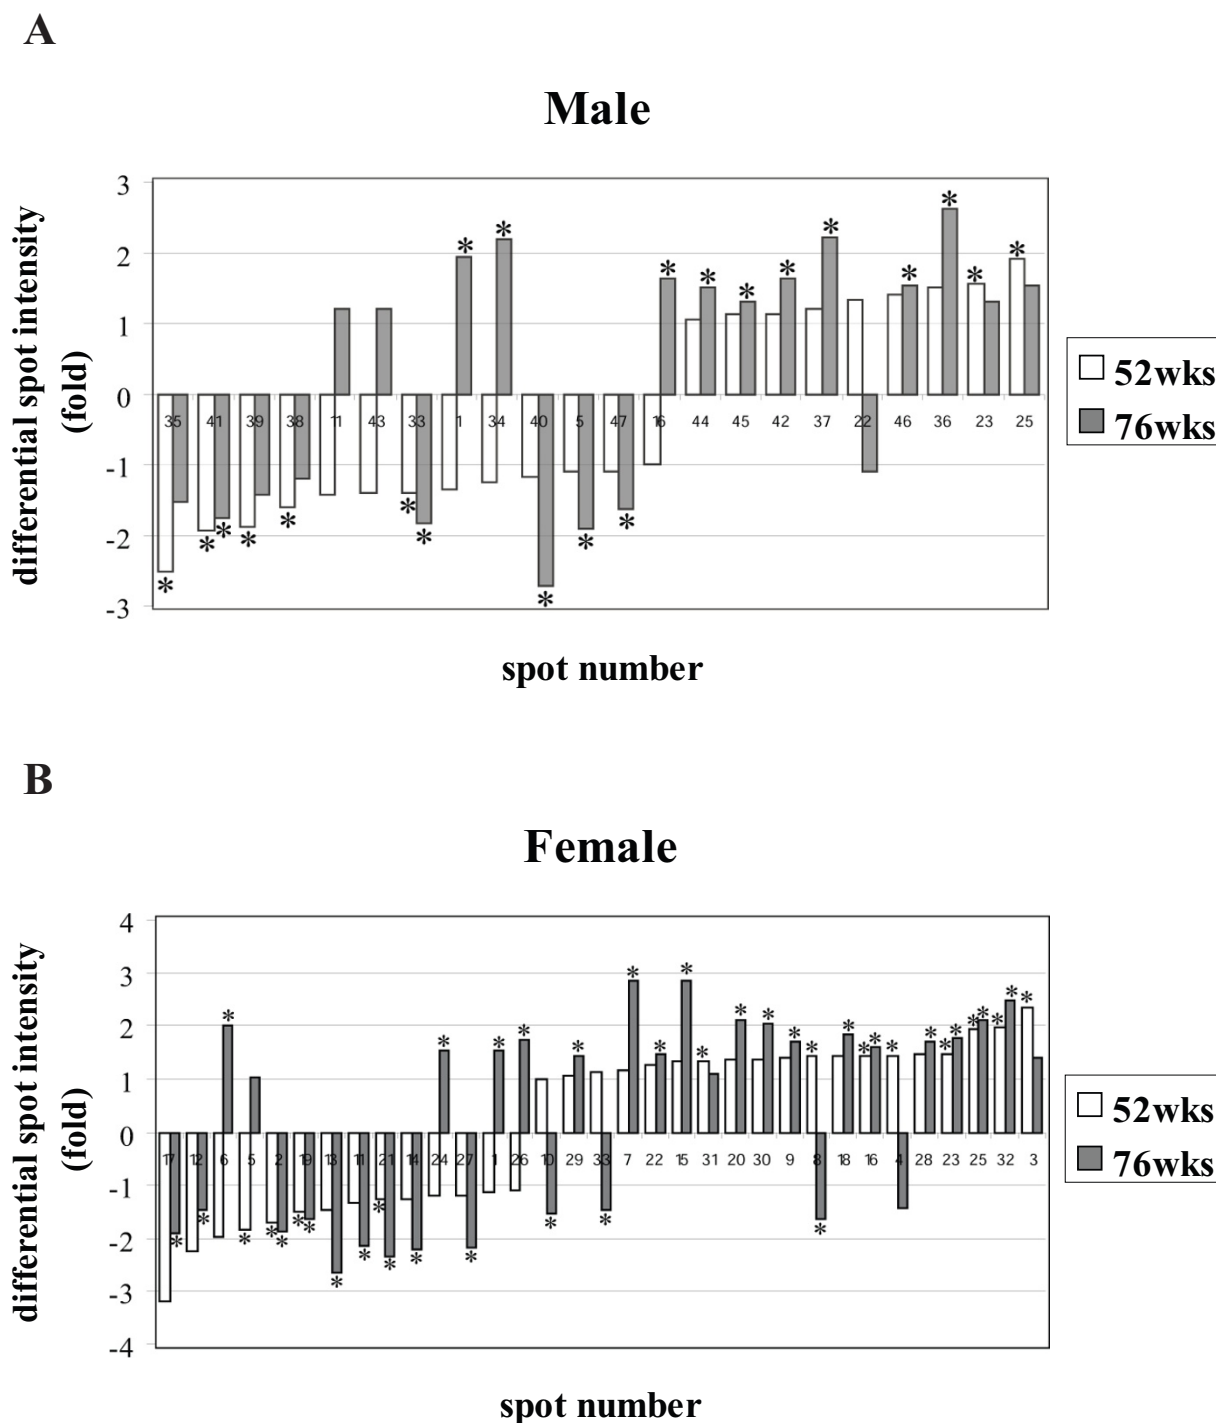 A
Male
differential spot intensity
(fold)
3
2
1
0
-1
-2
-3
* * * * * * * * * * * * * * * * * * * * *
35 41 39 38 11 43 33 1 34 40 5 47 16 44 45 42 37 22 46 36 23 25
52wks
76wks
spot number
B
Female
differential spot intensity
(fold)
4
3
2
1
0
-1
-2
-3
-4
17 12 6 5 2 19 13 11 21 14 24 27 1 26 10 29 33 7 22 15 31 20 30 9 8 18 16 4 28 23 25 32 3
52wks
76wks
spot number